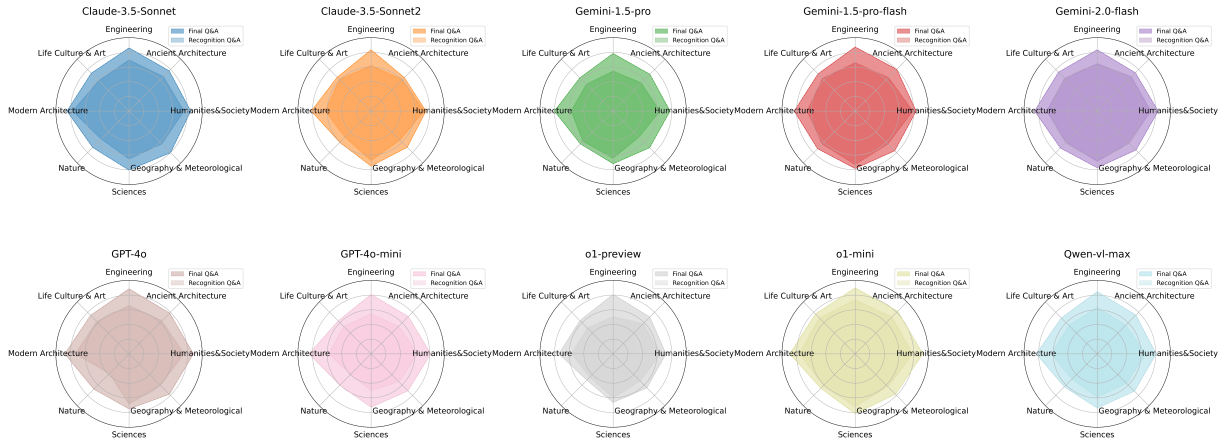 Claude-3.5-Sonnet
Engineering
Final Q&A
Recognition Q&A
Life Culture & Art
Ancient Architecture
Modern Architecture
Humanities&Society
Nature
Geography & Meteorological
Sciences
Claude-3.5-Sonnet2
Engineering
Final Q&A
Recognition Q&A
Life Culture & Art
Ancient Architecture
Modern Architecture
Humanities&Society
Nature
Geography & Meteorological
Sciences
Gemini-1.5-pro
Engineering
Final Q&A
Recognition Q&A
Life Culture & Art
Ancient Architecture
Modern Architecture
Humanities&Society
Nature
Geography & Meteorological
Sciences
Gemini-1.5-pro-flash
Engineering
Final Q&A
Recognition Q&A
Life Culture & Art
Ancient Architecture
Modern Architecture
Humanities&Society
Nature
Geography & Meteorological
Sciences
Gemini-2.0-flash
Engineering
Final Q&A
Recognition Q&A
Life Culture & Art
Ancient Architecture
Modern Architecture
Humanities&Society
Nature
Geography & Meteorological
Sciences
GPT-4o
Engineering
Final Q&A
Recognition Q&A
Life Culture & Art
Ancient Architecture
Modern Architecture
Humanities&Society
Nature
Geography & Meteorological
Sciences
GPT-4o-mini
Engineering
Final Q&A
Recognition Q&A
Life Culture & Art
Ancient Architecture
Modern Architecture
Humanities&Society
Nature
Geography & Meteorological
Sciences
o1-preview
Engineering
Final Q&A
Recognition Q&A
Life Culture & Art
Ancient Architecture
Modern Architecture
Humanities&Society
Nature
Geography & Meteorological
Sciences
o1-mini
Engineering
Final Q&A
Recognition Q&A
Life Culture & Art
Ancient Architecture
Modern Architecture
Humanities&Society
Nature
Geography & Meteorological
Sciences
Qwen-vl-max
Engineering
Final Q&A
Recognition Q&A
Life Culture & Art
Ancient Architecture
Modern Architecture
Humanities&Society
Nature
Geography & Meteorological
Sciences